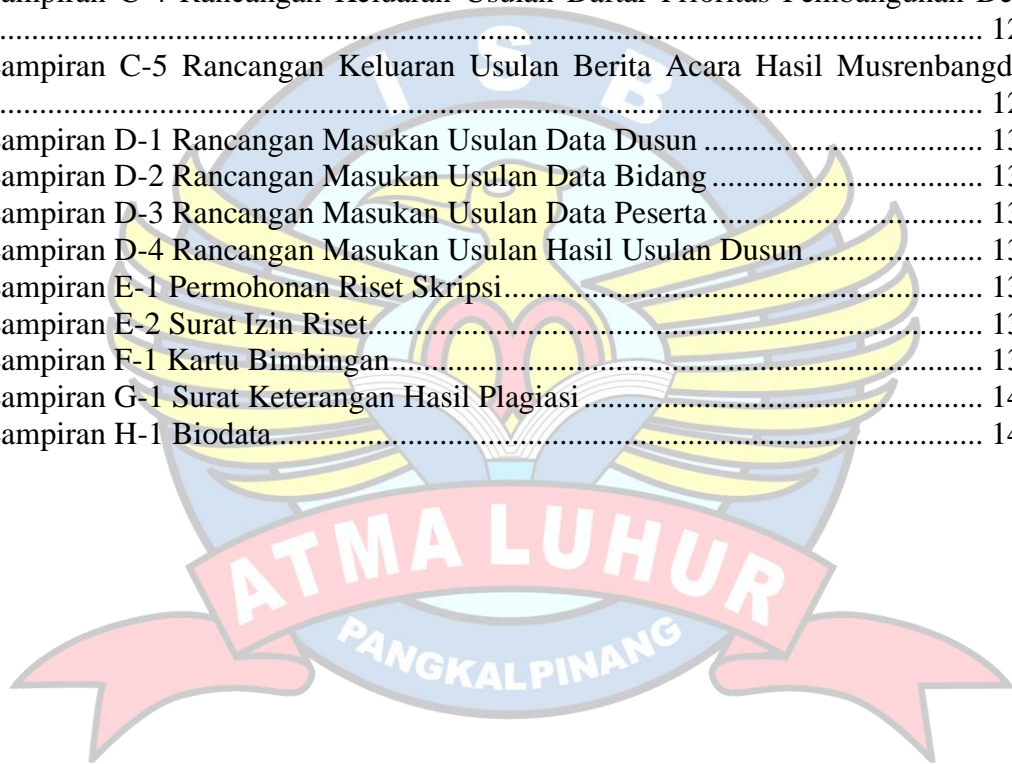 ampiran C-4 Rancangan Keluaran Usulan Daftar Prioritas Pembangunan De
.................................................................................................................... 12
ampiran C-5 Rancangan Keluaran Usulan Berita Acara Hasil Musrenbangd
.................................................................................................................... 12
ampiran D-1 Rancangan Masukan Usulan Data Dusun ................................... 13
ampiran D-2 Rancangan Masukan Usulan Data Bidang .................................. 13
ampiran D-3 Rancangan Masukan Usulan Data Peserta .................................. 13
ampiran D-4 Rancangan Masukan Usulan Hasil Usulan Dusun ...................... 13
ampiran E-1 Permohonan Riset Skripsi............................................................ 13
ampiran E-2 Surat Izin Riset............................................................................. 13
ampiran F-1 Kartu Bimbingan.......................................................................... 13
ampiran G-1 Surat Keterangan Hasil Plagiasi .................................................. 14
ampiran H-1 Biodata......................................................................................... 14
I S B
ATMA LUHUR
PANGKALPINANG